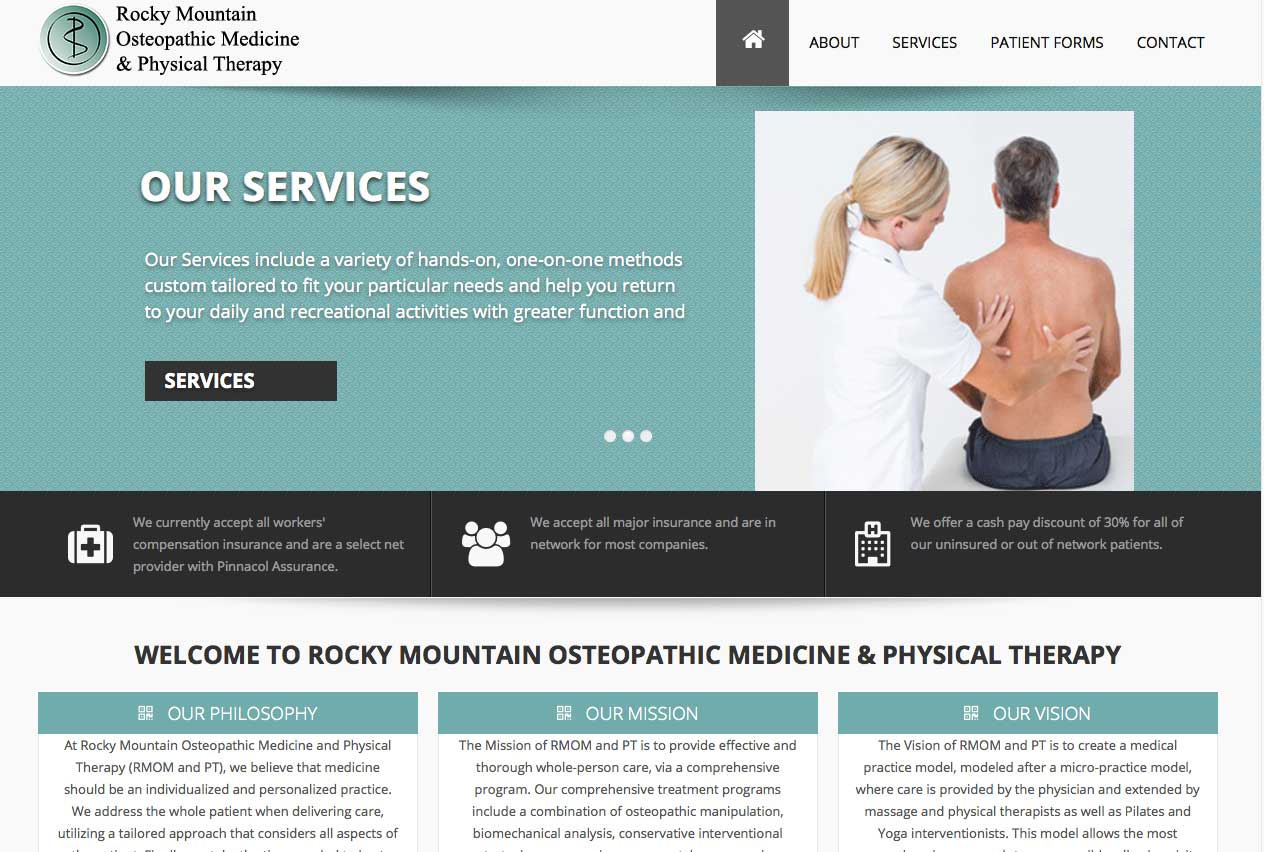 Rocky Mountain
Osteopathic Medicine
& Physical Therapy
ABOUT SERVICES PATIENT FORMS CONTACT
OUR SERVICES
Our Services include a variety of hands-on, one-on-one methods
custom tailored to fit your particular needs and help you return
to your daily and recreational activities with greater function and
SERVICES
We currently accept all workers'
compensation insurance and are a select net
provider with Pinnacol Assurance.
We accept all major insurance and are in
network for most companies.
We offer a cash pay discount of 30% for all of
our uninsured or out of network patients.
WELCOME TO ROCKY MOUNTAIN OSTEOPATHIC MEDICINE & PHYSICAL THERAPY
OUR PHILOSOPHY
At Rocky Mountain Osteopathic Medicine and Physical
Therapy (RMOM and PT), we believe that medicine
should be an individualized and personalized practice.
We address the whole patient when delivering care,
utilizing a tailored approach that considers all aspects of
OUR MISSION
The Mission of RMOM and PT is to provide effective and
thorough whole-person care, via a comprehensive
program. Our comprehensive treatment programs
include a combination of osteopathic manipulation,
biomechanical analysis, conservative interventional
OUR VISION
The Vision of RMOM and PT is to create a medical
practice model, modeled after a micro-practice model,
where care is provided by the physician and extended by
massage and physical therapists as well as Pilates and
Yoga interventionists. This model allows the most